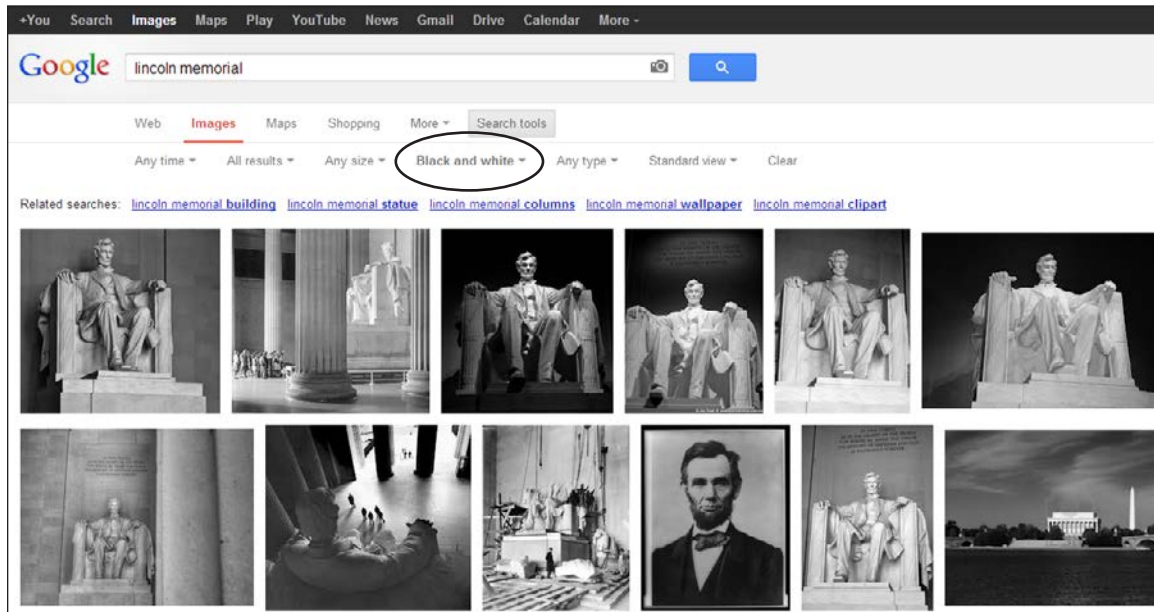 +You Search Images Maps Play YouTube News Gmail Drive Calendar More
Google lincoln memorial
Web Images Maps Shopping More Search tools
Any time All results Any size Black and white Any type Standard view Clear
Related searches: lincoln memorial building lincoln memorial statue lincoln memorial columns lincoln memorial wallpaper lincoln memorial clipart